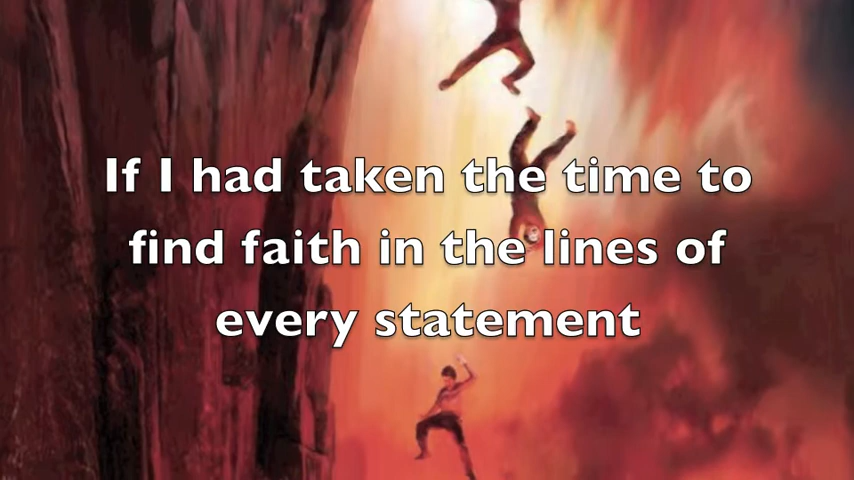 If I had taken the time to
find faith in the lines of
every statement